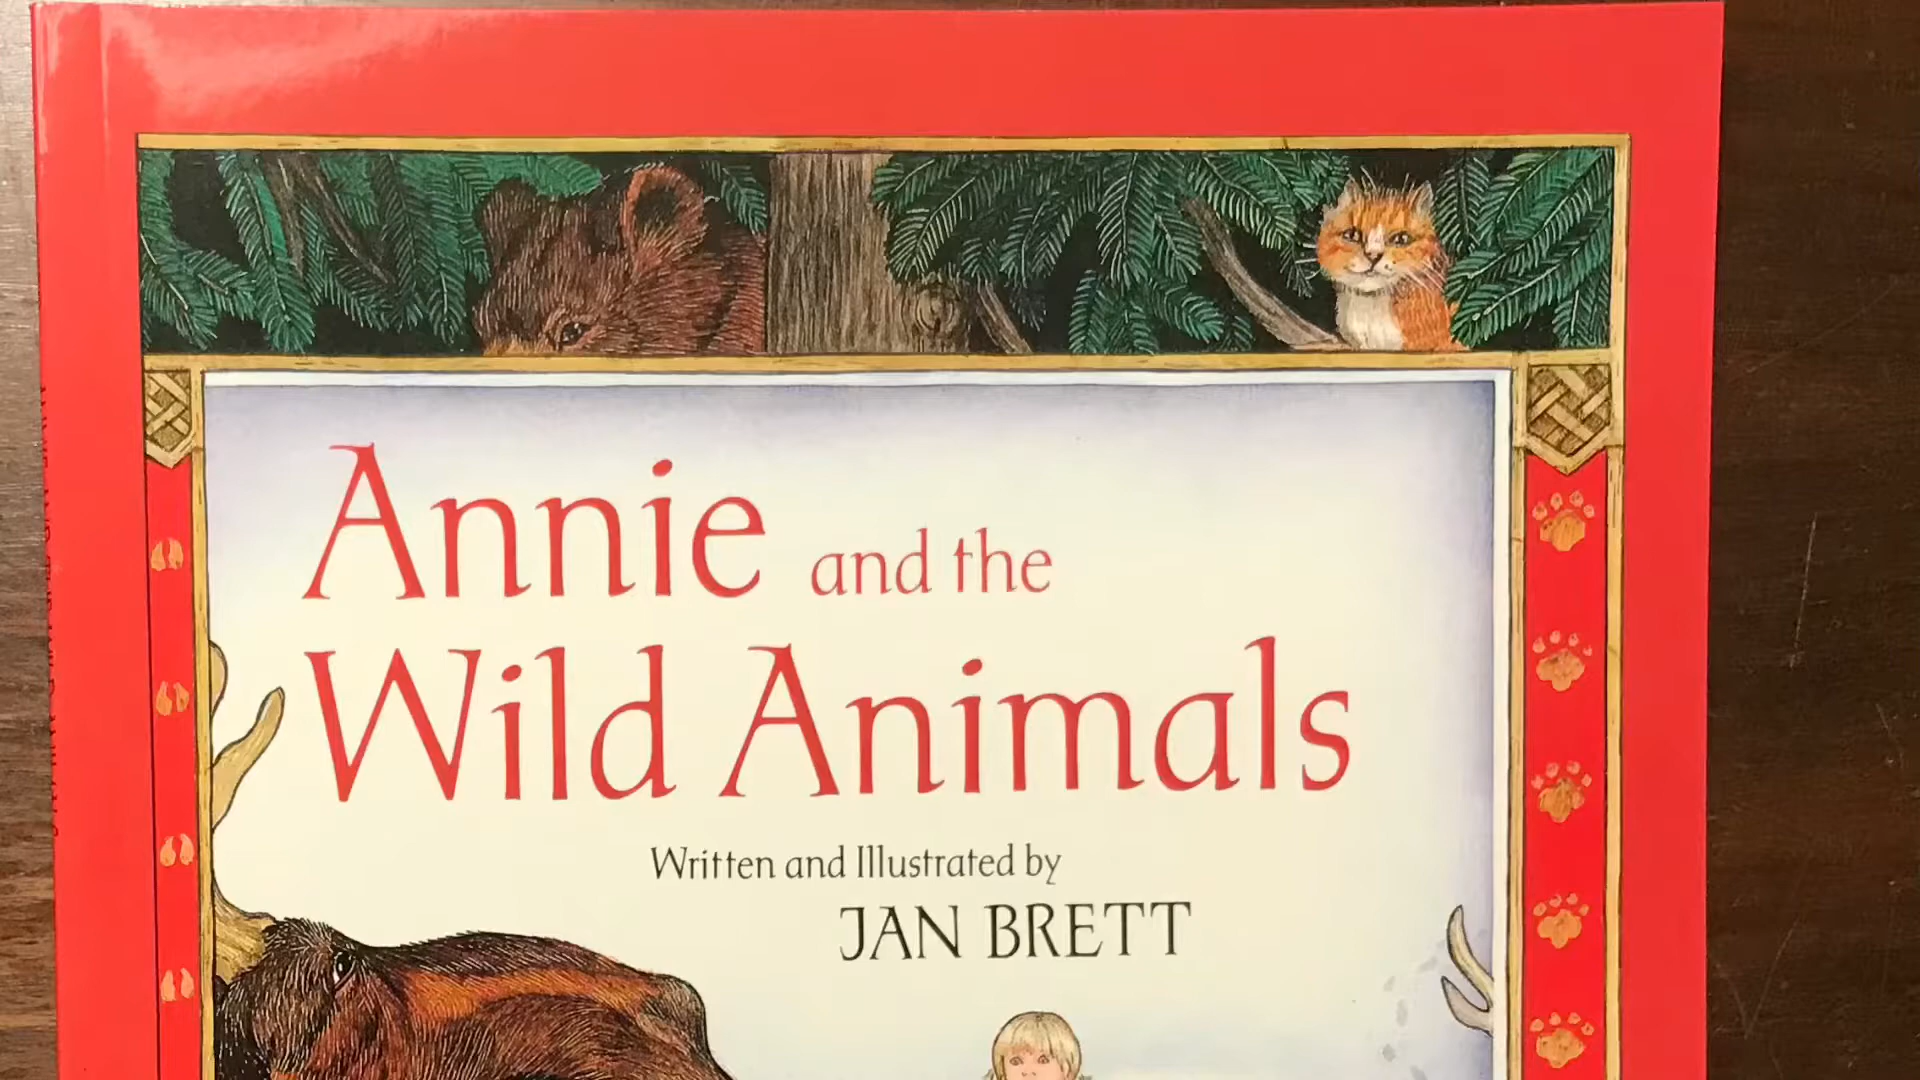 Annie and the
Wild Animals
Written and Illustrated by
JAN BRETT